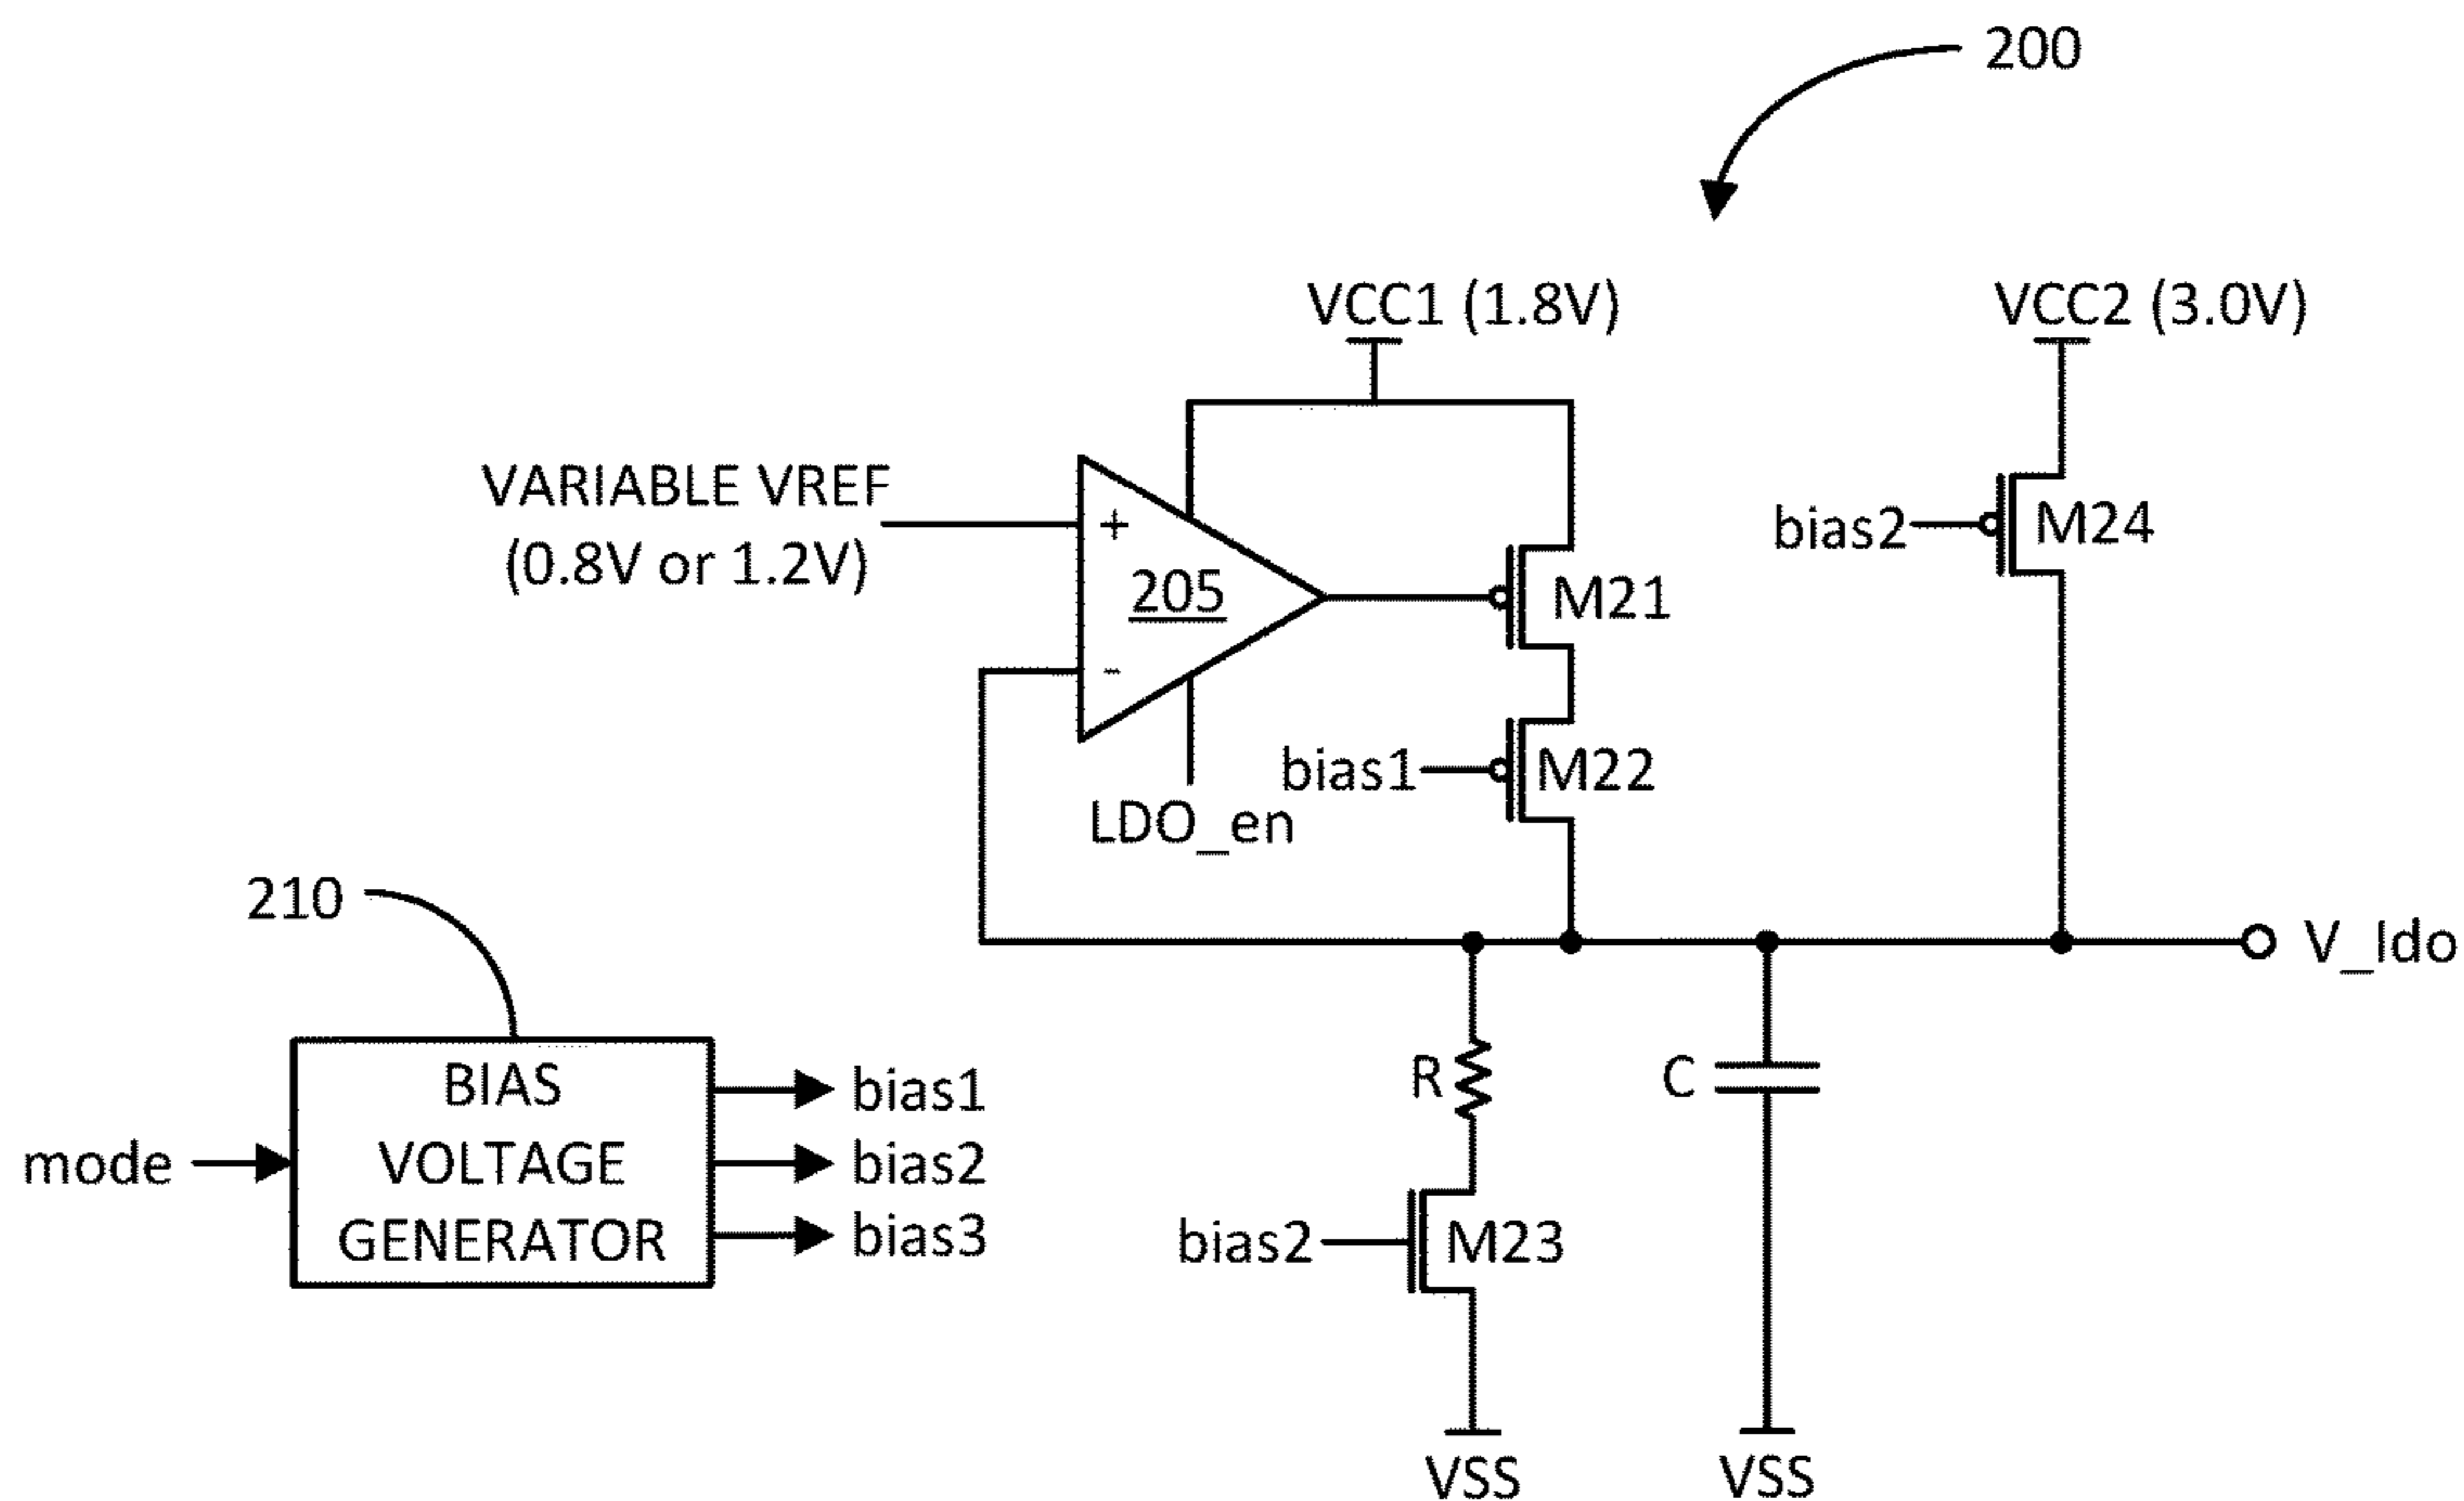 200
VCC1 (1.8V)
VCC2 (3.0V)
VARIABLE VREF
(0.8V or 1.2V)
+
-
205
M21
bias2
M24
bias1
M22
LDO_en
210
V_ldo
BIAS
VOLTAGE
GENERATOR
mode
bias1
bias2
bias3
R
C
bias2
M23
VSS
VSS